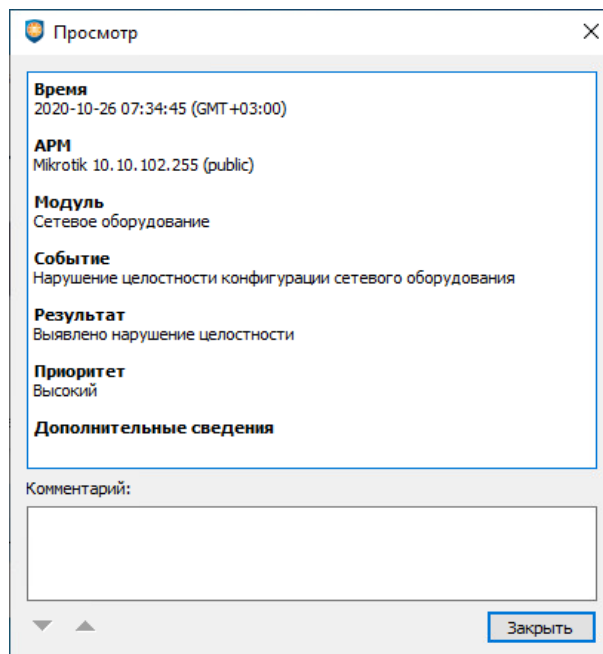 Просмотр
Время
2020-10-26 07:34:45 (GMT+03:00)
АРМ
Mikrotik 10.10.102.255 (public)
Модуль
Сетевое оборудование
Событие
Нарушение целостности конфигурации сетевого оборудования
Результат
Выявлено нарушение целостности
Приоритет
Высокий
Дополнительные сведения
Комментарий:
Закрыть